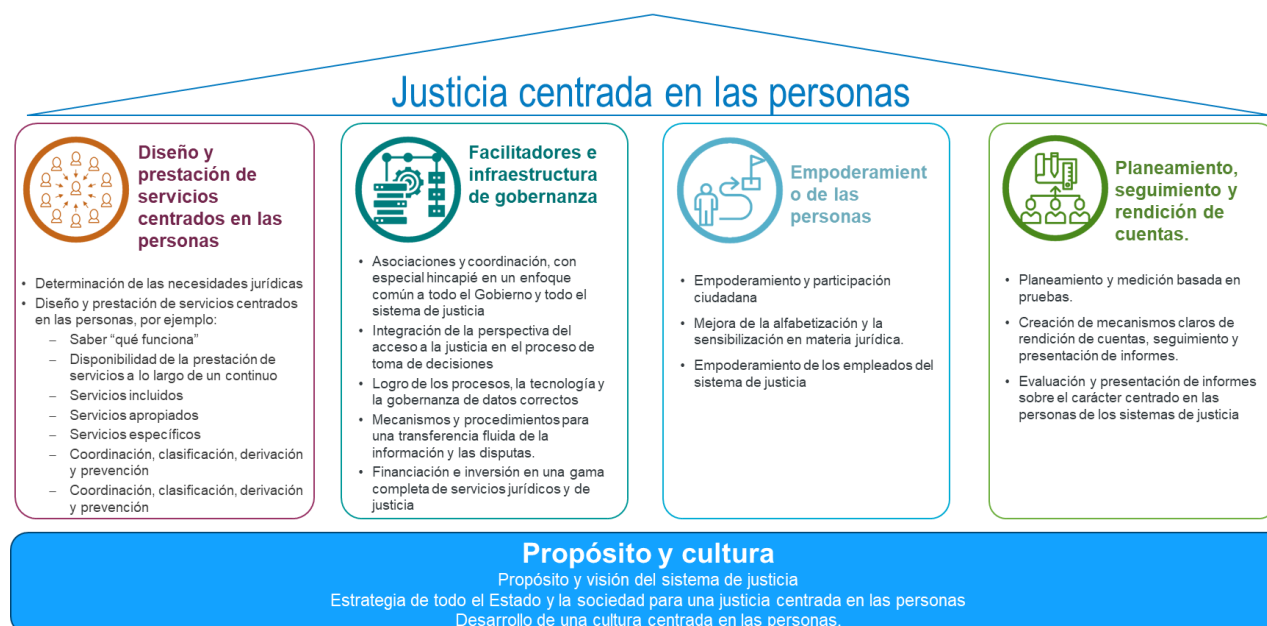 Justicia centrada en las personas
Diseño y
prestación de
servicios
centrados en las
personas
• Determinación de las necesidades jurídicas
• Diseño y prestación de servicios centrados
en las personas, por ejemplo:
– Saber “qué funciona”
– Disponibilidad de la prestación de
servicios a lo largo de un continuo
– Servicios incluidos
– Servicios apropiados
– Servicios específicos
– Coordinación, clasificación, derivación
y prevención
– Coordinación, clasificación, derivación
y prevención
Facilitadores e
infraestructura
de gobernanza
• Asociaciones y coordinación, con
especial hincapié en un enfoque
común a todo el Gobierno y todo el
sistema de justicia
• Integración de la perspectiva del
acceso a la justicia en el proceso de
toma de decisiones
• Logro de los procesos, la tecnología y
la gobernanza de datos correctos
• Mecanismos y procedimientos para
una transferencia fluida de la
información y las disputas.
• Financiación e inversión en una gama
completa de servicios jurídicos y de
justicia
Empoderamient
o de las
personas
• Empoderamiento y participación
ciudadana
• Mejora de la alfabetización y la
sensibilización en materia jurídica.
• Empoderamiento de los empleados del
sistema de justicia
Planeamiento,
seguimiento y
rendición de
cuentas.
• Planeamiento y medición basada en
pruebas.
• Creación de mecanismos claros de
rendición de cuentas, seguimiento y
presentación de informes.
• Evaluación y presentación de informes
sobre el carácter centrado en las
personas de los sistemas de justicia
Propósito y cultura
Propósito y visión del sistema de justicia
Estrategia de todo el Estado y la sociedad para una justicia centrada en las personas
Desarrollo de una cultura centrada en las personas.